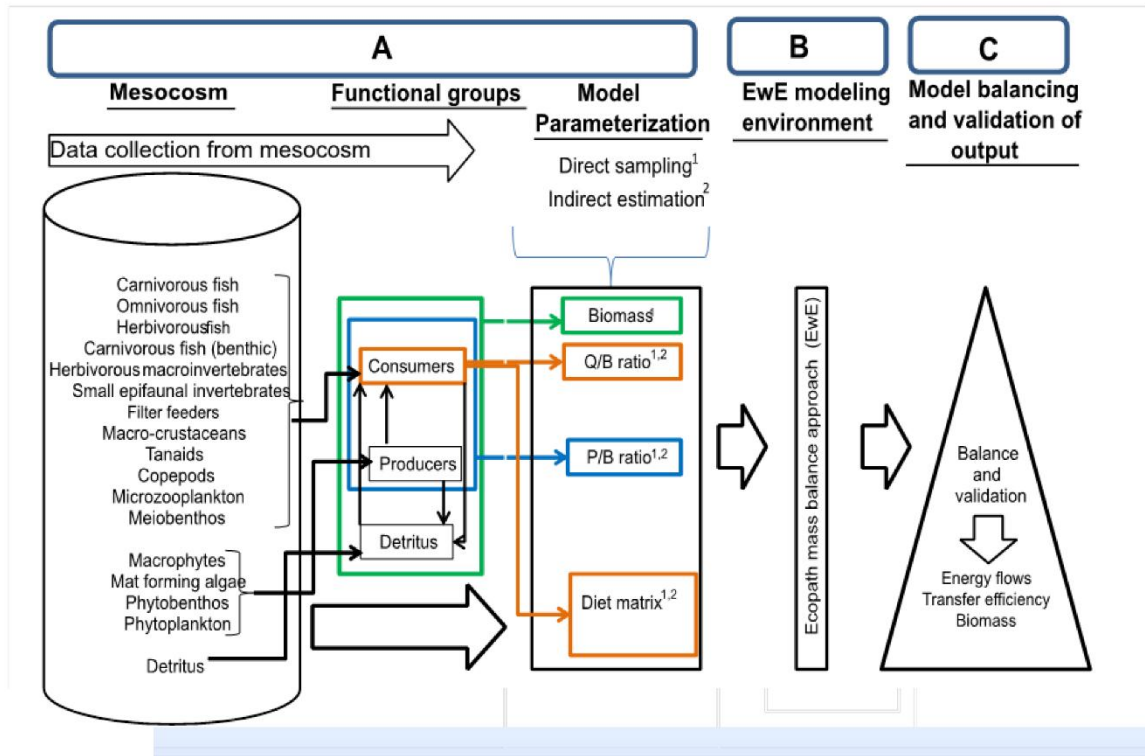 A
B
C
Mesocosm
Functional groups
Model
Parameterization
EwE modeling
environment
Model balancing
and validation of
output
Data collection from mesocosm
Direct sampling1
Indirect estimation2
Carnivorous fish
Omnivorous fish
Herbivorousfish
Carnivorous fish (benthic)
Herbivorous macroinvertebrates
Small epifaunal invertebrates
Filter feeders
Macro-crustaceans
Tanaids
Copepods
Microzooplankton
Meiobenthos
Macrophytes
Mat forming algae
Phytobenthos
Phytoplankton
Detritus
Consumers
Producers
Detritus
Biomass1
Q/B ratio1,2
P/B ratio1,2
Diet matrix1,2
Ecopath mass balance approach (EwE)
Balance
and
validation
Energy flows
Transfer efficiency
Biomass